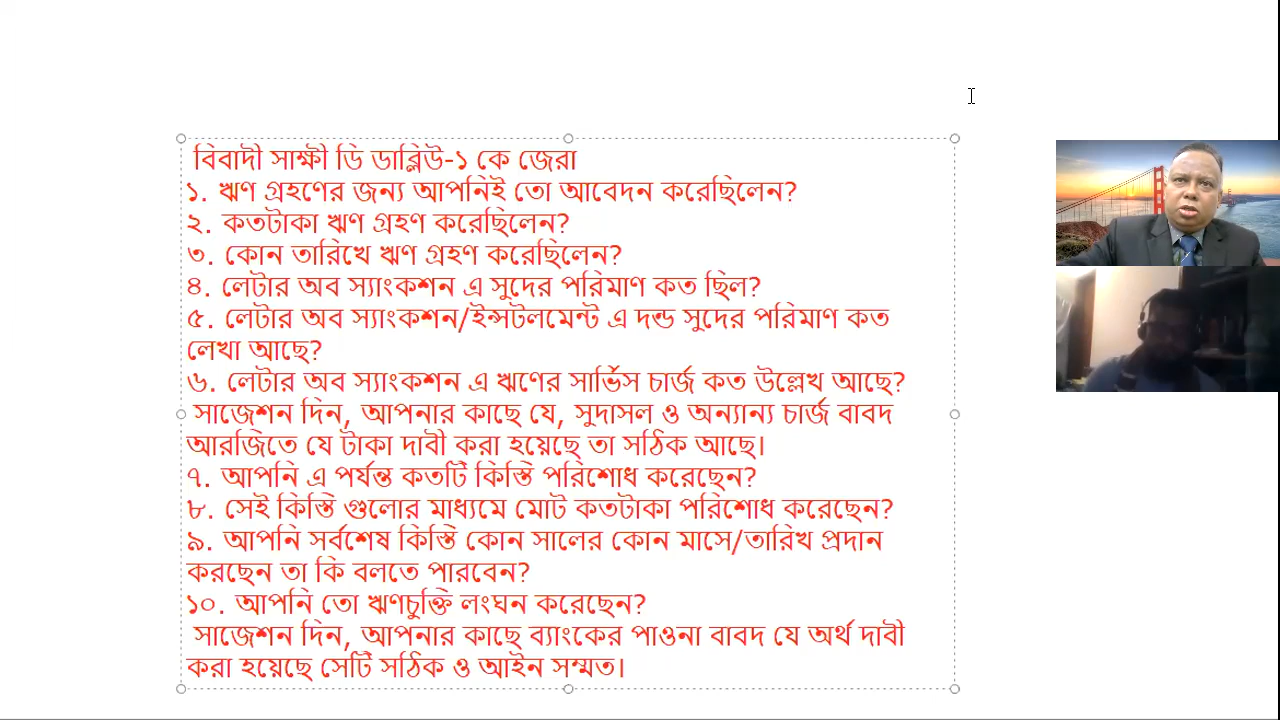 বিবাদী সাক্ষী ডি ডাব্লিউ-১ কে জেরা
১. ঋণ গ্রহণের জন্য আপনিই তো আবেদন করেছিলেন?
২. কতটাকা ঋণ গ্রহণ করেছিলেন?
৩. কোন তারিখে ঋণ গ্রহণ করেছিলেন?
৪. লেটার অব স্যাংকশন এ সুদের পরিমাণ কত ছিল?
৫. লেটার অব স্যাংকশন/ইন্সটলমেন্ট এ দন্ড সুদের পরিমাণ কত
লেখা আছে?
৬. লেটার অব স্যাংকশন এ ঋণের সার্ভিস চার্জ কত উল্লেখ আছে?
সাজেশন দিন, আপনার কাছে যে, সুদাসল ও অন্যান্য চার্জ বাবদ
আরজিতে যে টাকা দাবী করা হয়েছে তা সঠিক আছে।
৭. আপনি এ পর্যন্ত কতটি কিস্তি পরিশোধ করেছেন?
৮. সেই কিস্তি গুলোর মাধ্যমে মোট কতটাকা পরিশোধ করেছেন?
৯. আপনি সর্বশেষ কিস্তি কোন সালের কোন মাসে/তারিখ প্রদান
করছেন তা কি বলতে পারবেন?
১০. আপনি তো ঋণচুক্তি লংঘন করেছেন?
সাজেশন দিন, আপনার কাছে ব্যাংকের পাওনা বাবদ যে অর্থ দাবী
করা হয়েছে সেটি সঠিক ও আইন সম্মত।